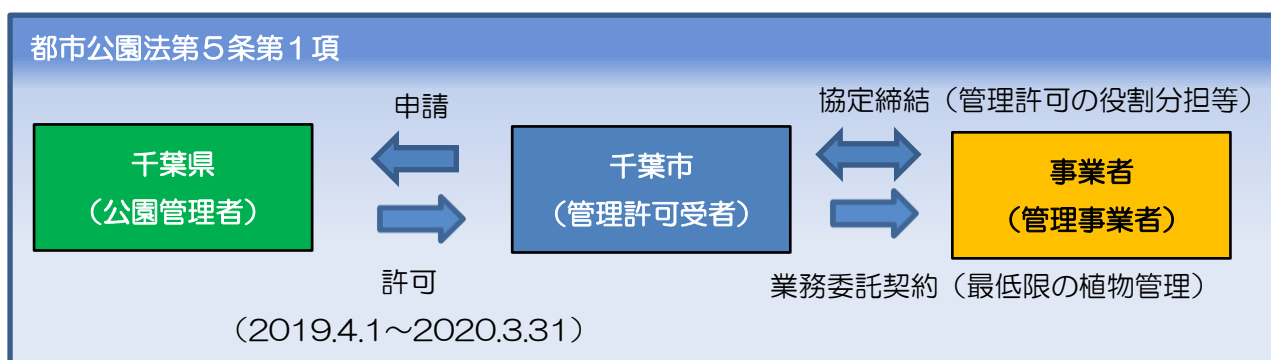 都市公園法第５条第１項
申請
協定締結（管理許可の役割分担等）
千葉県
（公園管理者）
千葉市
（管理許可受者）
事業者
（管理事業者）
許可
業務委託契約（最低限の植物管理）
（2019.4.1～2020.3.31）